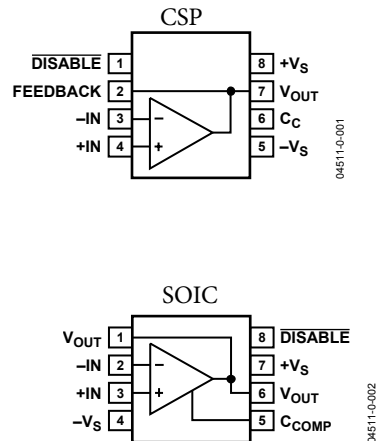 CSP
DISABLE 1
FEEDBACK 2
–IN 3
+IN 4
8 +VS
7 VOUT
6 CC
5 –VS
–
+
04511-0-001
SOIC
VOUT 1
–IN 2
+IN 3
–VS 4
8 DISABLE
7 +VS
6 VOUT
5 CCOMP
–
+
04511-0-002